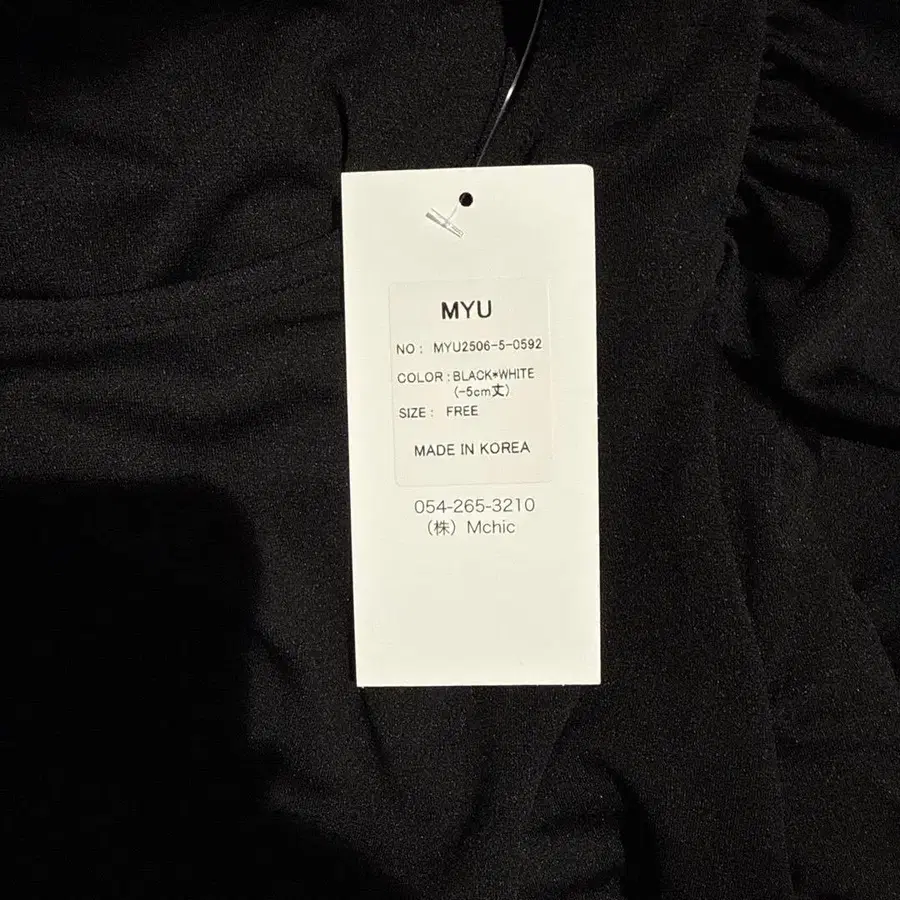 MYU
NO : MYU2506-5-0592
COLOR : BLACK*WHITE
(-5cm丈)
SIZE : FREE
MADE IN KOREA
054-265-3210
（株）Mchic